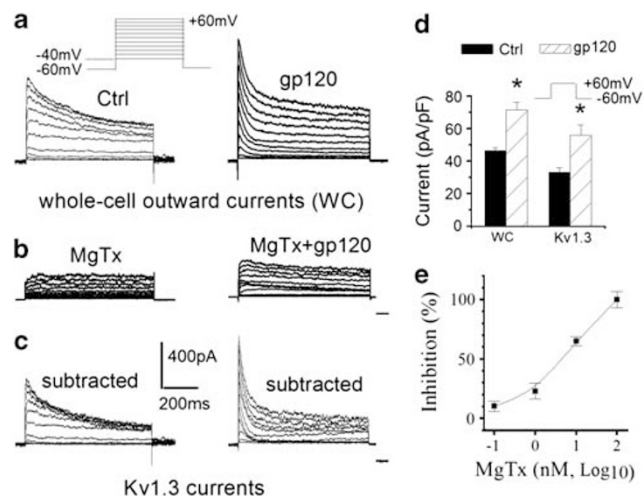 a
+60mV
-40mV
-60mV
Ctrl
gp120
whole-cell outward currents (WC)
b
MgTx
MgTx+gp120
c
subtracted
400pA
200ms
subtracted
Kv1.3 currents
d
Ctrl
gp120
+60mV
-60mV
*
*
Current (pA/pF)
80
60
40
20
0
WC
Kv1.3
e
Inhibition (%)
100
50
0
-1
0
1
2
MgTx (nM, Log10)